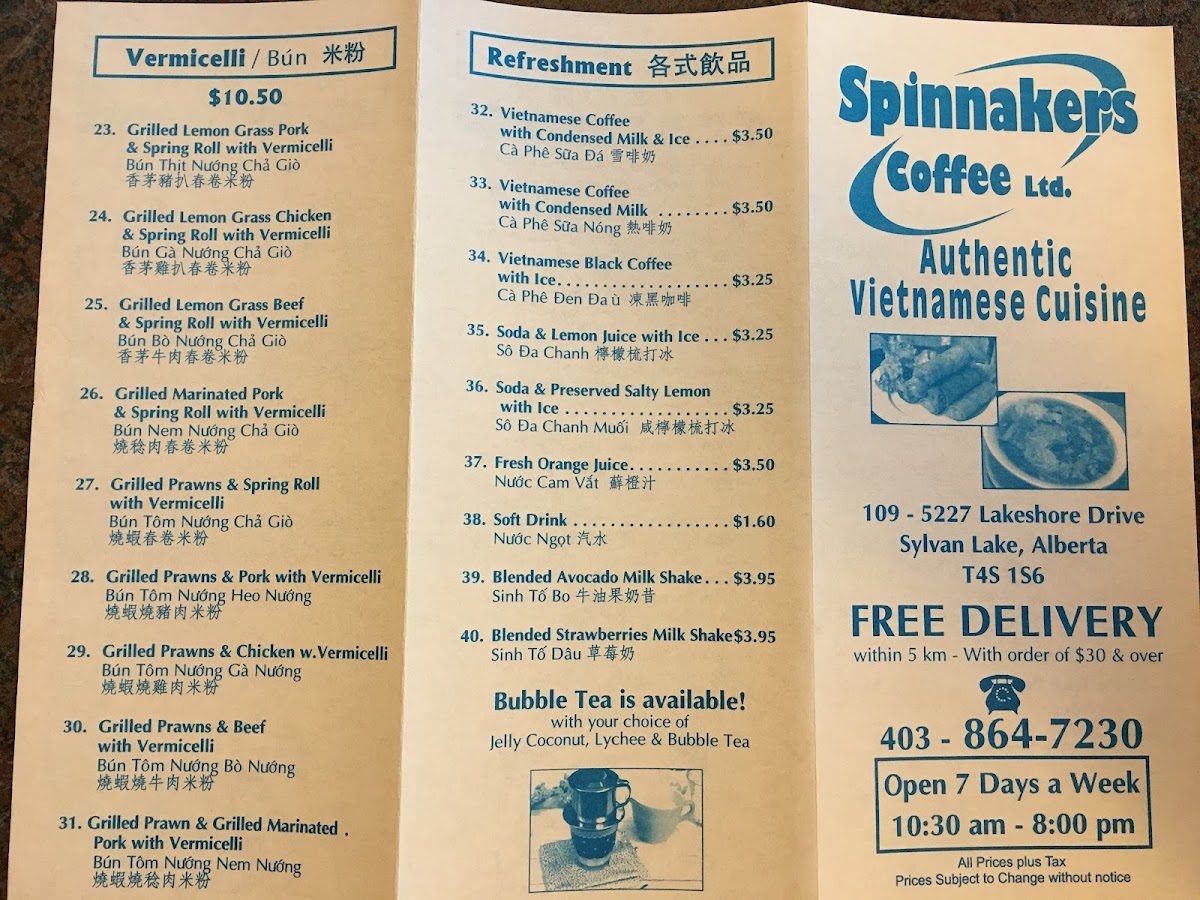 Vermicelli / Bún 米粉
$10.50
23. Grilled Lemon Grass Pork
& Spring Roll with Vermicelli
Bún Thịt Nướng Chả Giò
香茅豬扒春卷米粉
24. Grilled Lemon Grass Chicken
& Spring Roll with Vermicelli
Bún Gà Nướng Chả Giò
香茅雞扒春卷米粉
25. Grilled Lemon Grass Beef
& Spring Roll with Vermicelli
Bún Bò Nướng Chả Giò
香茅牛肉春卷米粉
26. Grilled Marinated Pork
& Spring Roll with Vermicelli
Bún Nem Nướng Chả Giò
燒稔肉春卷米粉
27. Grilled Prawns & Spring Roll
with Vermicelli
Bún Tôm Nướng Chả Giò
燒蝦春卷米粉
28. Grilled Prawns & Pork with Vermicelli
Bún Tôm Nướng Heo Nướng
燒蝦燒豬肉米粉
29. Grilled Prawns & Chicken w.Vermicelli
Bún Tôm Nướng Gà Nướng
燒蝦燒雞肉米粉
30. Grilled Prawns & Beef
with Vermicelli
Bún Tôm Nướng Bò Nướng
燒蝦燒牛肉米粉
31. Grilled Prawn & Grilled Marinated .
Pork with Vermicelli
Bún Tôm Nướng Nem Nướng
燒蝦燒稔肉米粉
Refreshment 各式飲品
32. Vietnamese Coffee
with Condensed Milk & Ice .... $3.50
Cà Phê Sữa Đá 雪啡奶
33. Vietnamese Coffee
with Condensed Milk ........ $3.50
Cà Phê Sữa Nóng 熱啡奶
34. Vietnamese Black Coffee
with Ice.................... $3.25
Cà Phê Đen Đa ù 凍黑咖啡
35. Soda & Lemon Juice with Ice ... $3.25
Sô Đa Chanh 檸檬梳打冰
36. Soda & Preserved Salty Lemon
with Ice ................... $3.25
Sô Đa Chanh Muối 咸檸檬梳打冰
37. Fresh Orange Juice........... $3.50
Nước Cam Vắt 蘚橙汁
38. Soft Drink .................. $1.60
Nước Ngọt 汽水
39. Blended Avocado Milk Shake... $3.95
Sinh Tố Bo 牛油果奶昔
40. Blended Strawberries Milk Shake$3.95
Sinh Tố Dâu 草莓奶
Bubble Tea is available!
with your choice of
Jelly Coconut, Lychee & Bubble Tea
Spinnaker's
Coffee Ltd.
Authentic
Vietnamese Cuisine
109 - 5227 Lakeshore Drive
Sylvan Lake, Alberta
T4S 1S6
FREE DELIVERY
within 5 km - With order of $30 & over
403 - 864-7230
Open 7 Days a Week
10:30 am - 8:00 pm
All Prices plus Tax
Prices Subject to Change without notice